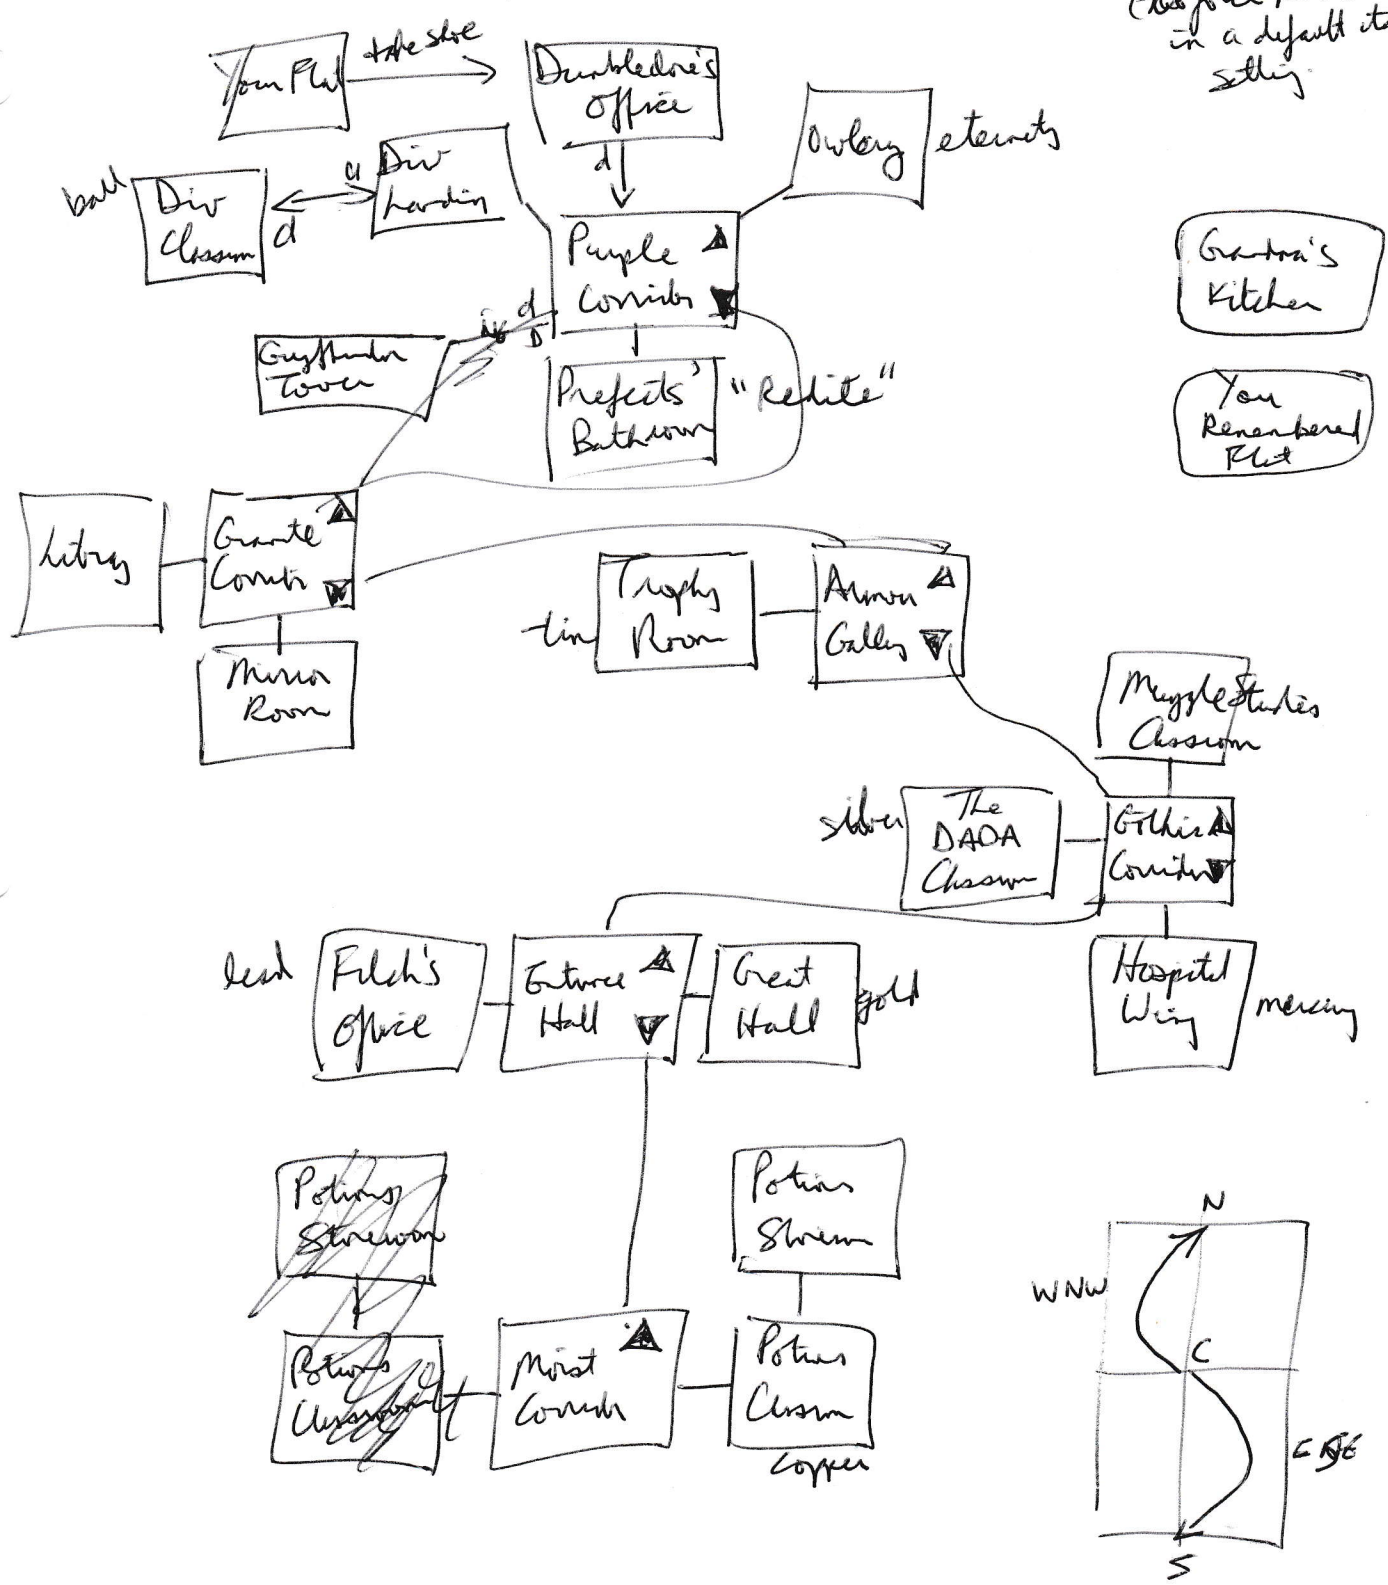 in a default
setting
Your Flat
take shoe
Dumbledore's
Office
Owlery
eternity
ball
Div
Classroom
d
u
Div
Landing
d
Purple
Corridor
Grandma's
Kitchen
d
D
Gryffindor
Tower
Prefects'
Bathroom
"Redite"
You
Remembered
Flat
Library
Granite
Corridor
Mirror
Room
tin
Trophy
Room
Armour
Gallery
Muggle Studies
Classroom
silver
The
DADA
Classroom
Gothic
Corridor
lead
Filch's
Office
Entrance
Hall
Great
Hall
gold
Hospital
Wing
mercury
Potions
Storeroom
Potions
Storeroom
Potions
Classroom
Moist
Corridor
Potions
Classroom
copper
N
WNW
C
S